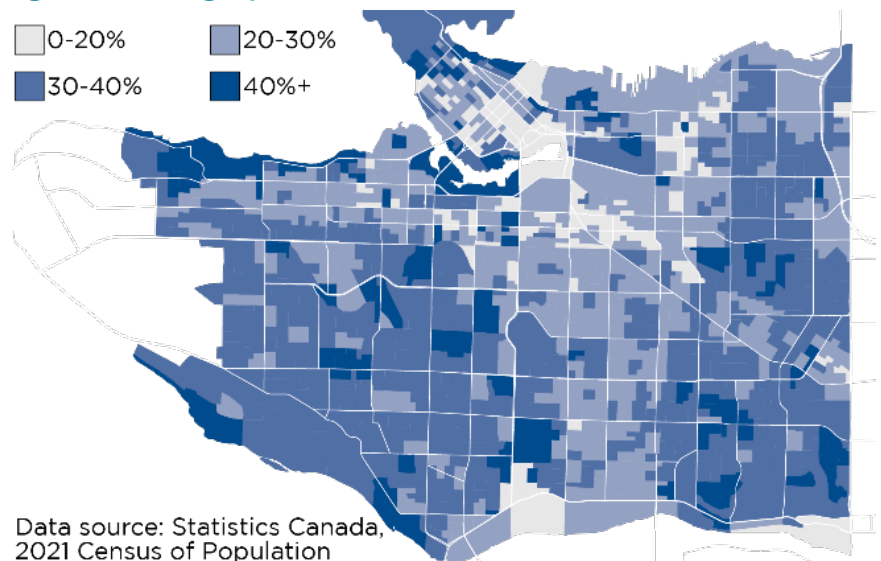 0-20%
20-30%
30-40%
40%+
Data source: Statistics Canada,
2021 Census of Population